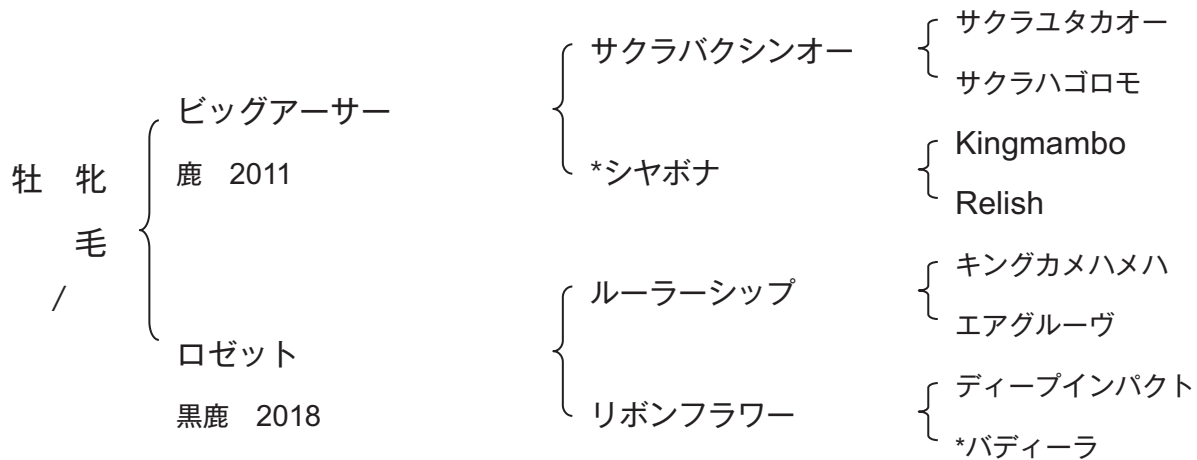 牡 牝
毛
/
ビッグアーサー
鹿 2011
ロゼット
黒鹿 2018
サクラバクシンオー
*シヤボナ
ルーラーシップ
リボンフラワー
サクラユタカオー
サクラハゴロモ
Kingmambo
Relish
キングカメハメハ
エアグルーヴ
ディープインパクト
*バディーラ